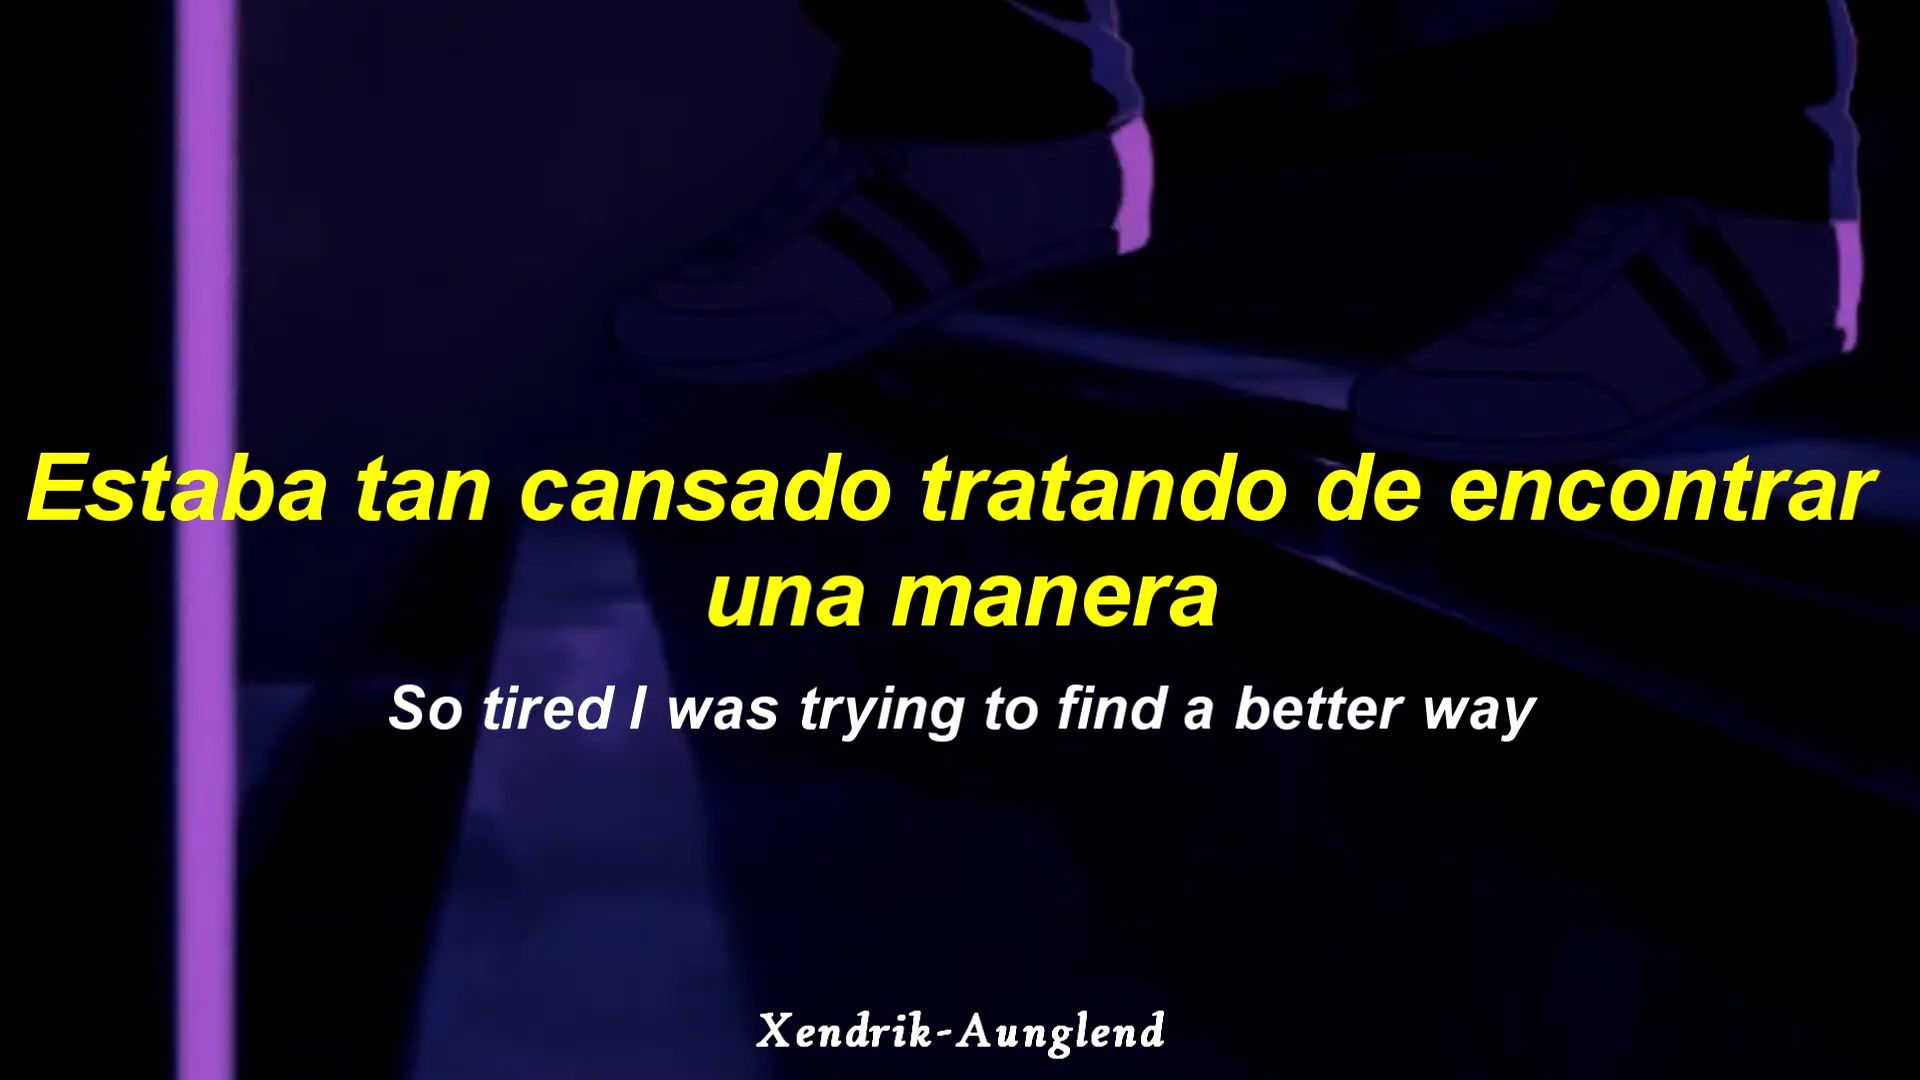 Estaba tan cansado tratando de encontrar
una manera
So tired I was trying to find a better way
Xendrik-Aunglend